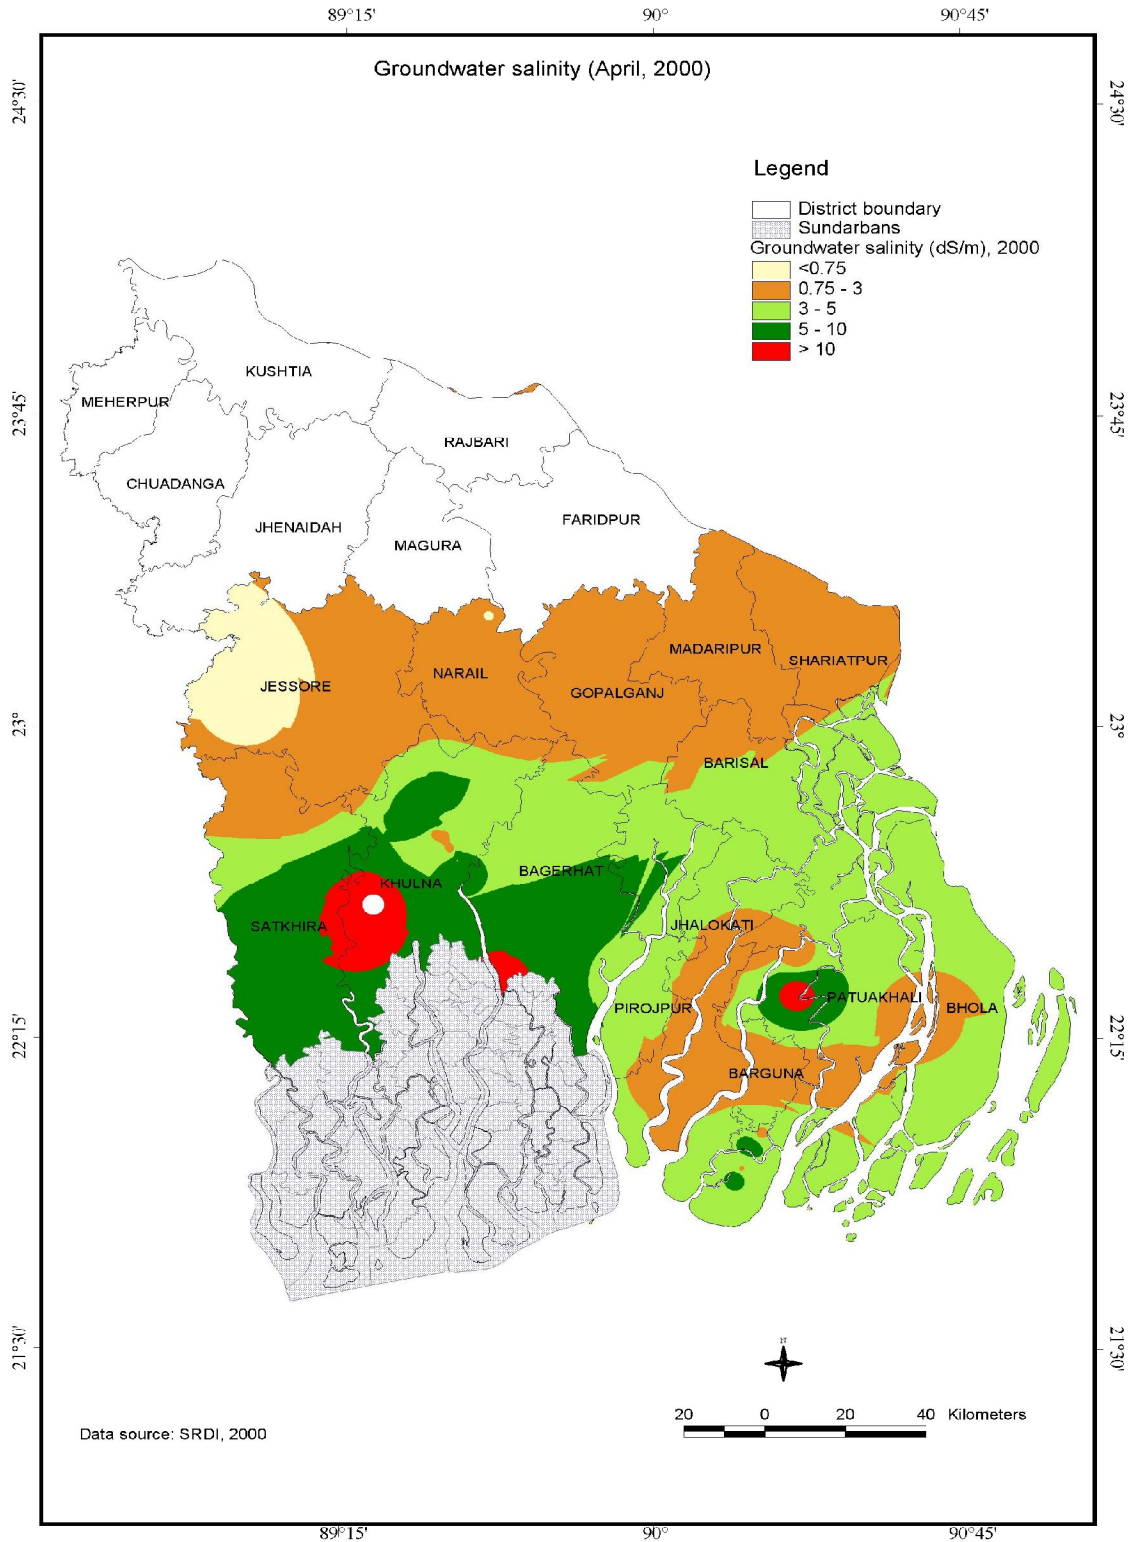 89°15'
90°
90°45'
Groundwater salinity (April, 2000)
24°30'
24°30'
Legend
District boundary
Sundarbans
Groundwater salinity (dS/m), 2000
<0.75
0.75 - 3
3 - 5
5 - 10
> 10
KUSHTIA
MEHERPUR
23°45'
23°45'
RAJBARI
CHUADANGA
FARIDPUR
JHENAIDAH
MAGURA
MADARIPUR
SHARIATPUR
NARAIL
JESSORE
GOPALGANJ
23°
23°
BARISAL
BAGERHAT
KHULNA
SATKHIRA
JHALOKATI
PATUAKHALI
PIROJPUR
BHOLA
22°15'
22°15'
BARGUNA
21°30'
21°30'
N
20 0 20 40 Kilometers
Data source: SRDI, 2000
89°15'
90°
90°45'